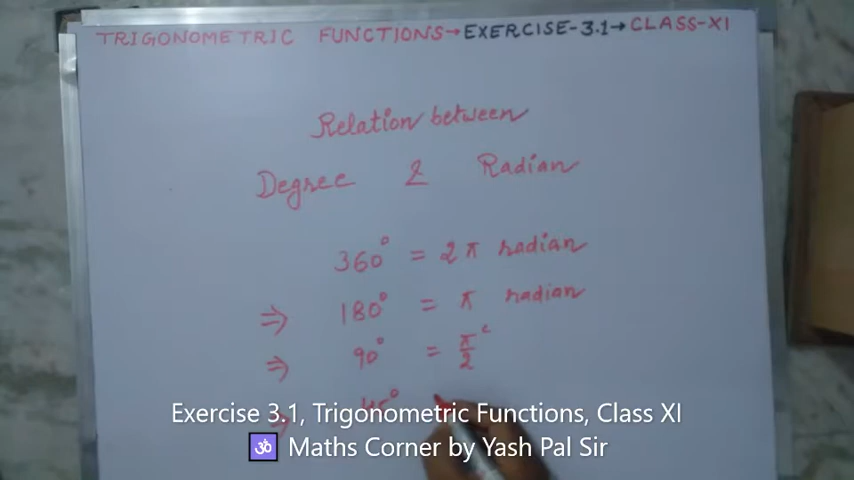 TRIGONOMETRIC FUNCTIONS→EXERCISE-3.1→CLASS-XI
Relation between
Degree & Radian
360° = 2π radian
⇒ 180° = π radian
⇒ 90° = π/2 ᶜ
⇒ 45°
Exercise 3.1, Trigonometric Functions, Class XI
🕉 Maths Corner by Yash Pal Sir